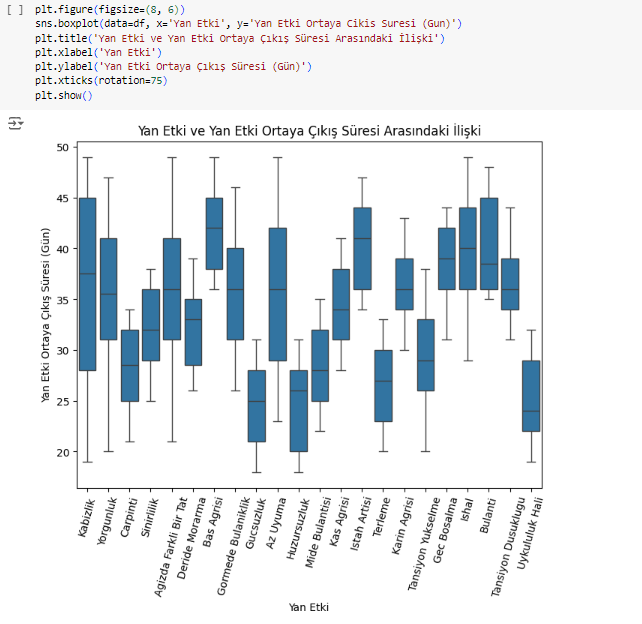 [ ] plt.figure(figsize=(8, 6))
sns.boxplot(data=df, x='Yan Etki', y='Yan Etki Ortaya Cikis Suresi (Gun)')
plt.title('Yan Etki ve Yan Etki Ortaya Çıkış Süresi Arasındaki İlişki')
plt.xlabel('Yan Etki')
plt.ylabel('Yan Etki Ortaya Çıkış Süresi (Gün)')
plt.xticks(rotation=75)
plt.show()
Yan Etki ve Yan Etki Ortaya Çıkış Süresi Arasındaki İlişki
Yan Etki Ortaya Çıkış Süresi (Gün)
50
45
40
35
30
25
20
Kabizlik
Yorgunluk
Carpinti
Sinirlilik
Agizda Farkli Bir Tat
Deride Morarma
Bas Agrisi
Gormede Bulaniklik
Gucsuzluk
Az Uyuma
Huzursuzluk
Mide Bulantisi
Kas Agrisi
Istah Artisi
Terleme
Karin Agrisi
Tansiyon Yukselme
Gec Bosalma
Ishal
Bulanti
Tansiyon Dusuklugu
Uykululuk Hali
Yan Etki